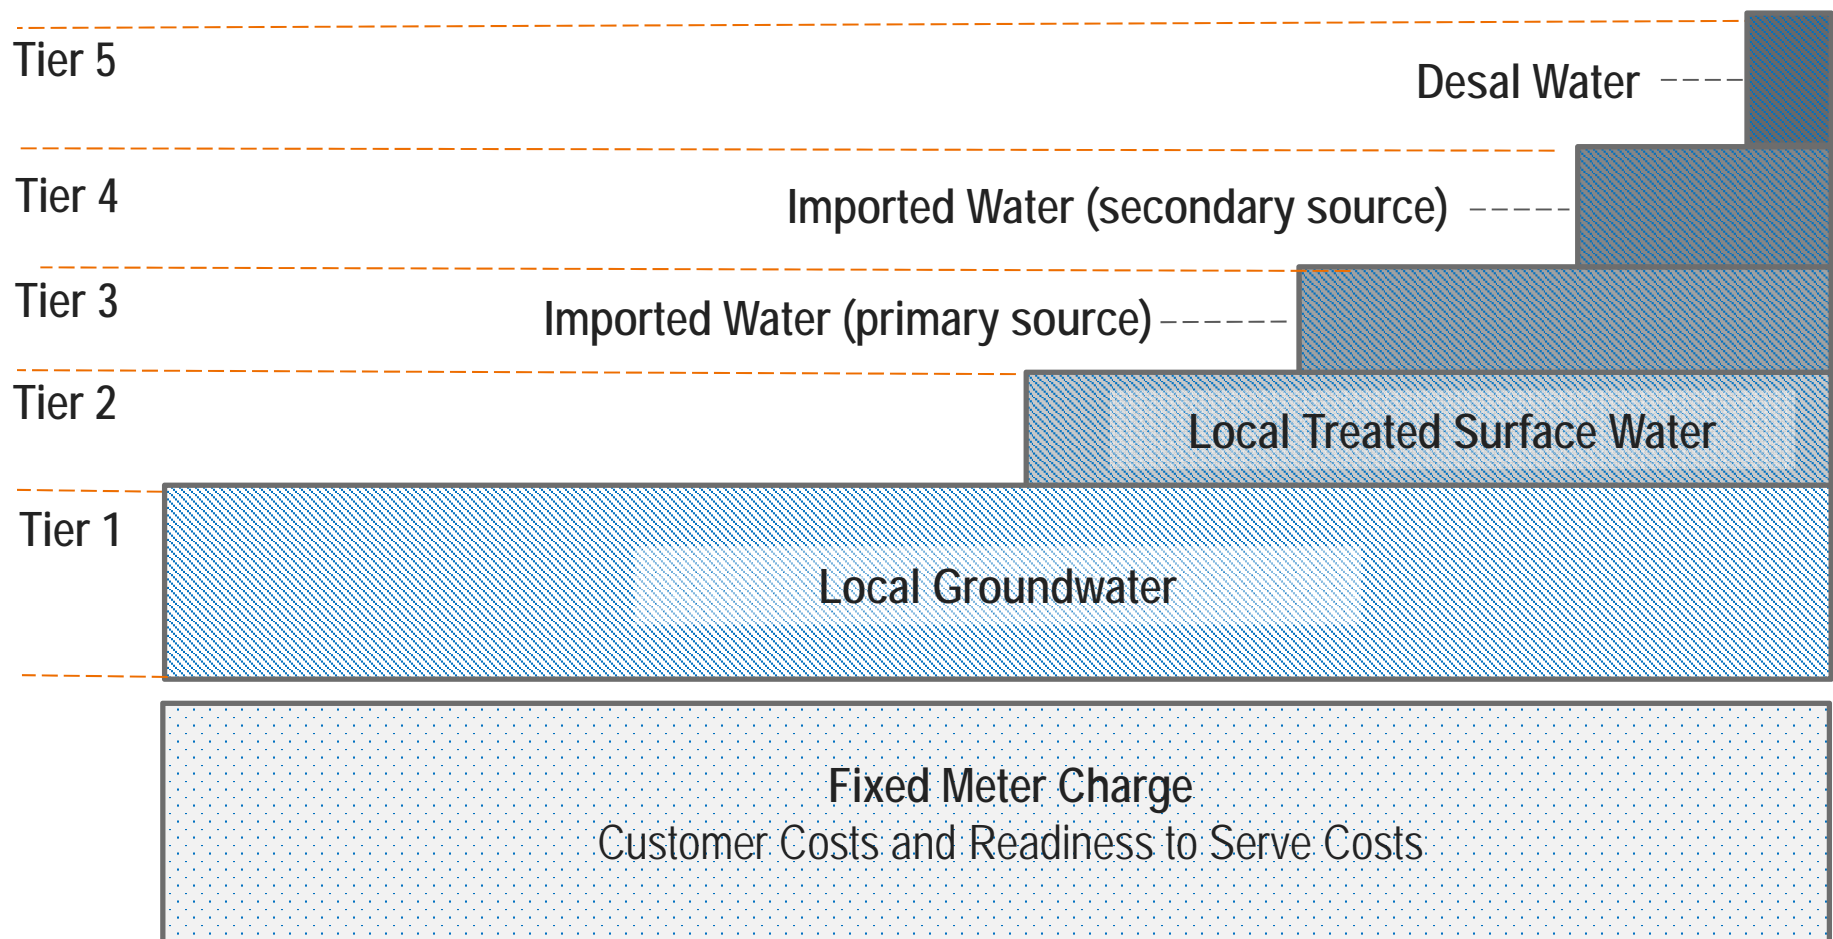 Tier 5
Desal Water
Tier 4
Imported Water (secondary source)
Tier 3
Imported Water (primary source)
Tier 2
Local Treated Surface Water
Tier 1
Local Groundwater
Fixed Meter Charge
Customer Costs and Readiness to Serve Costs